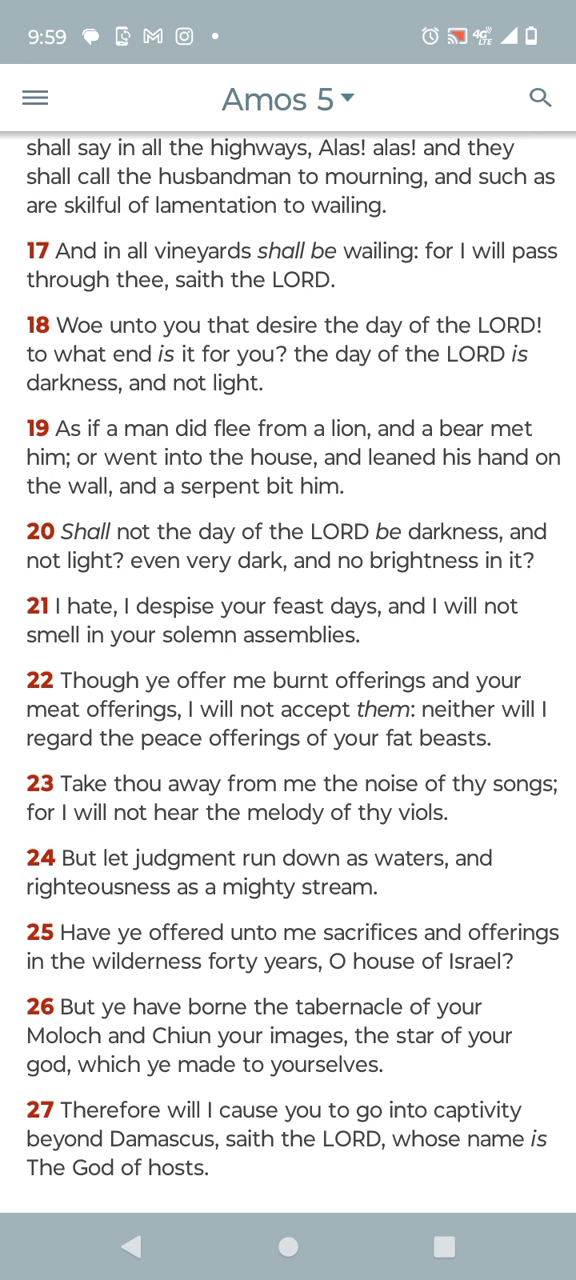 9:59
4G
LTE
Amos 5
shall say in all the highways, Alas! alas! and they
shall call the husbandman to mourning, and such as
are skilful of lamentation to wailing.
17 And in all vineyards shall be wailing: for I will pass
through thee, saith the LORD.
18 Woe unto you that desire the day of the LORD!
to what end is it for you? the day of the LORD is
darkness, and not light.
19 As if a man did flee from a lion, and a bear met
him; or went into the house, and leaned his hand on
the wall, and a serpent bit him.
20 Shall not the day of the LORD be darkness, and
not light? even very dark, and no brightness in it?
21 I hate, I despise your feast days, and I will not
smell in your solemn assemblies.
22 Though ye offer me burnt offerings and your
meat offerings, I will not accept them: neither will I
regard the peace offerings of your fat beasts.
23 Take thou away from me the noise of thy songs;
for I will not hear the melody of thy viols.
24 But let judgment run down as waters, and
righteousness as a mighty stream.
25 Have ye offered unto me sacrifices and offerings
in the wilderness forty years, O house of Israel?
26 But ye have borne the tabernacle of your
Moloch and Chiun your images, the star of your
god, which ye made to yourselves.
27 Therefore will I cause you to go into captivity
beyond Damascus, saith the LORD, whose name is
The God of hosts.